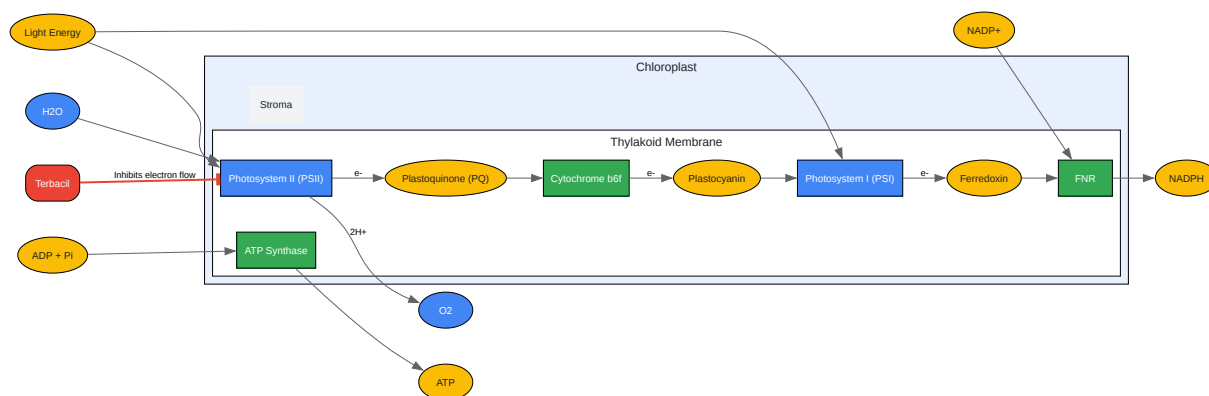 Light Energy
NADP+
Chloroplast
Stroma
H2O
Thylakoid Membrane
Terbacil
Inhibits electron flow
Photosystem II (PSII)
e-
Plastoquinone (PQ)
Cytochrome b6f
e-
Plastocyanin
Photosystem I (PSI)
e-
Ferredoxin
FNR
NADPH
2H+
ADP + Pi
ATP Synthase
O2
ATP